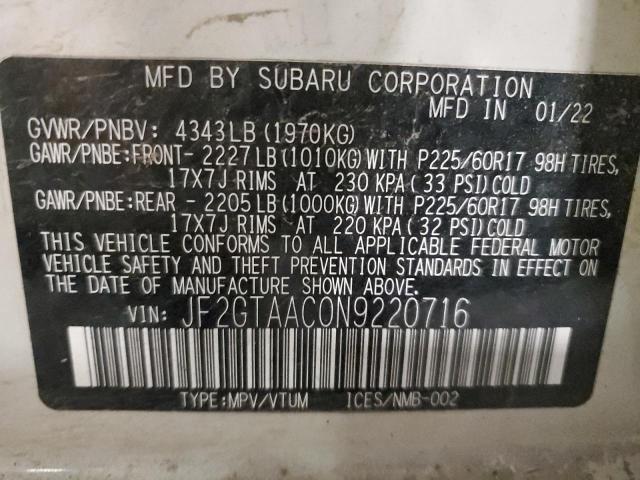 MFD BY SUBARU CORPORATION
MFD IN 01/22
GVWR/PNBV: 4343LB (1970KG)
GAWR/PNBE:FRONT- 2227LB(1010KG)WITH P225/60R17 98H TIRES,
17X7J RIMS AT 230 KPA (33 PSI)COLD
GAWR/PNBE:REAR - 2205LB(1000KG)WITH P225/60R17 98H TIRES,
17X7J RIMS AT 220 KPA (32 PSI)COLD
THIS VEHICLE CONFORMS TO ALL APPLICABLE FEDERAL MOTOR
VEHICLE SAFETY AND THEFT PREVENTION STANDARDS IN EFFECT ON
THE DATE OF MANUFACTURE SHOWN ABOVE.
VIN: JF2GTAAC0N9220716
TYPE:MPV/VTUM ICES/NMB-002